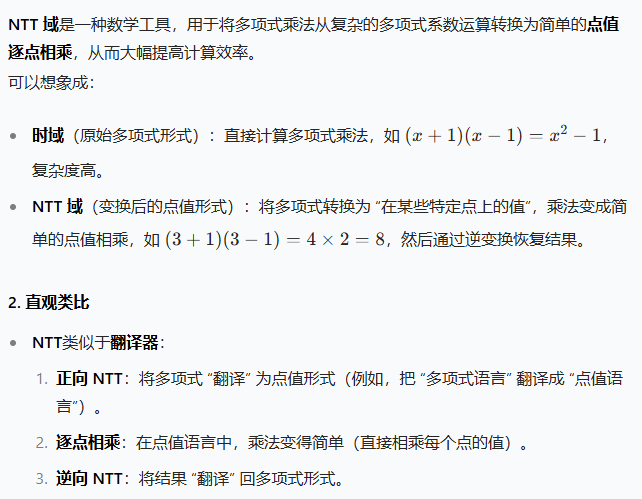 NTT 域是一种数学工具，用于将多项式乘法从复杂的多项式系数运算转换为简单的点值
逐点相乘，从而大幅提高计算效率。
可以想象成：
• 时域（原始多项式形式）：直接计算多项式乘法，如 (x + 1)(x − 1) = x² − 1，
复杂度高。
• NTT 域（变换后的点值形式）：将多项式转换为 “在某些特定点上的值”，乘法变成简
单的点值相乘，如 (3 + 1)(3 − 1) = 4 × 2 = 8，然后通过逆变换恢复结果。
2. 直观类比
• NTT类似于翻译器：
1. 正向 NTT：将多项式 “翻译” 为点值形式（例如，把 “多项式语言” 翻译成 “点值语
言”）。
2. 逐点相乘：在点值语言中，乘法变得简单（直接相乘每个点的值）。
3. 逆向 NTT：将结果 “翻译” 回多项式形式。